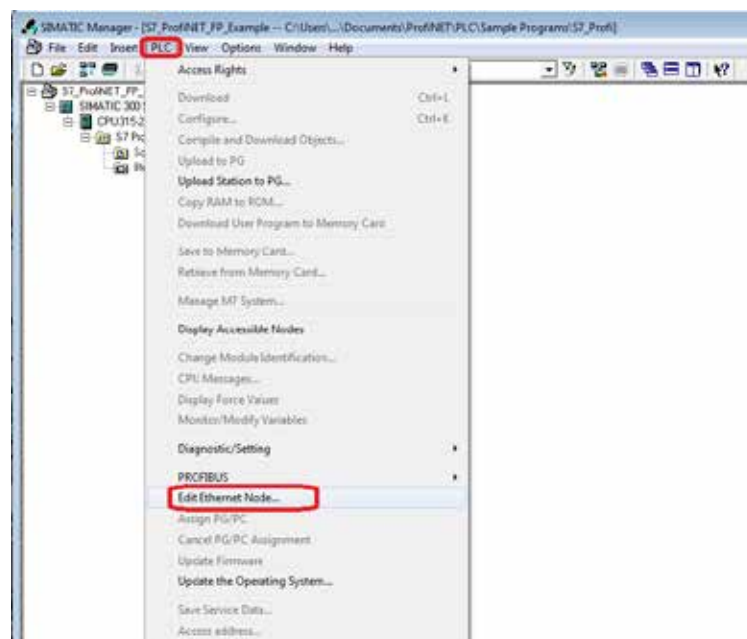 SIMATIC Manager - [S7_ProfiNET_FP_Example -- C:\Users\...\Documents\ProfiNET\PLC\Sample Programs\S7_Profi]
File Edit Insert PLC View Options Window Help
Access Rights
S7_ProfiNET_FP_
SIMATIC 300
Download Ctrl+L
CPU315-2
Configure... Ctrl+K
S7 Pro
Compile and Download Objects...
Upload to PG
Upload Station to PG...
Copy RAM to ROM...
Download User Program to Memory Card
Save to Memory Card...
Retrieve from Memory Card...
Manage M7 System...
Display Accessible Nodes
Change Module Identification...
CPU Messages...
Display Force Values
Monitor/Modify Variables
Diagnostic/Setting
PROFIBUS
Edit Ethernet Node...
Assign PG/PC
Cancel PG/PC Assignment
Update Firmware
Update the Operating System...
Save Service Data...
Access address...